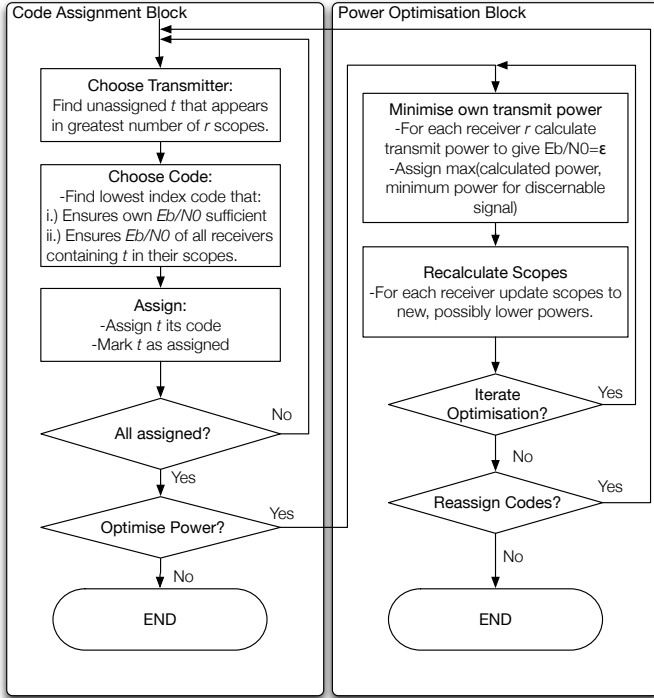 Code Assignment Block
Choose Transmitter:
Find unassigned t that appears
in greatest number of r scopes.
Choose Code:
-Find lowest index code that:
i.) Ensures own Eb/N0 sufficient
ii.) Ensures Eb/N0 of all receivers
containing t in their scopes.
Assign:
-Assign t its code
-Mark t as assigned
All assigned?
No
Yes
Optimise Power?
Yes
No
END
Power Optimisation Block
Minimise own transmit power
-For each receiver r calculate
transmit power to give Eb/N0=ε
-Assign max(calculated power,
minimum power for discernable
signal)
Recalculate Scopes
-For each receiver update scopes to
new, possibly lower powers.
Iterate
Optimisation?
Yes
No
Reassign Codes?
Yes
No
END